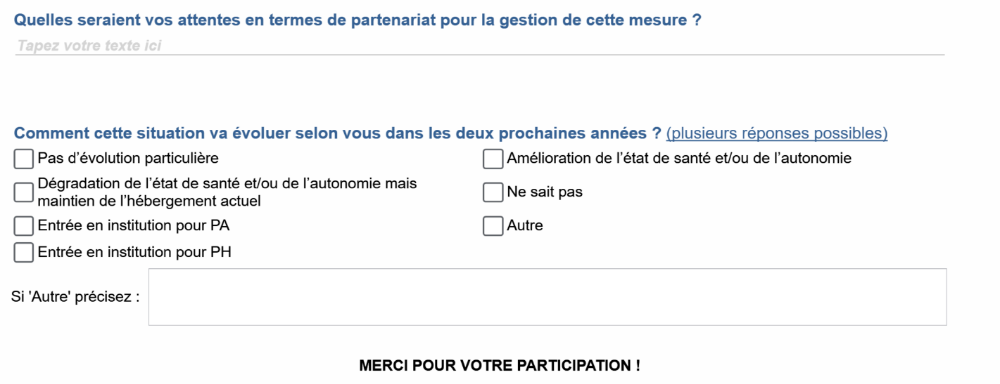 Quelles seraient vos attentes en termes de partenariat pour la gestion de cette mesure ?
Tapez votre texte ici
Comment cette situation va évoluer selon vous dans les deux prochaines années ? (plusieurs réponses possibles)
Pas d’évolution particulière
Amélioration de l’état de santé et/ou de l’autonomie
Dégradation de l’état de santé et/ou de l’autonomie mais
maintien de l’hébergement actuel
Ne sait pas
Entrée en institution pour PA
Autre
Entrée en institution pour PH
Si 'Autre' précisez :
MERCI POUR VOTRE PARTICIPATION !